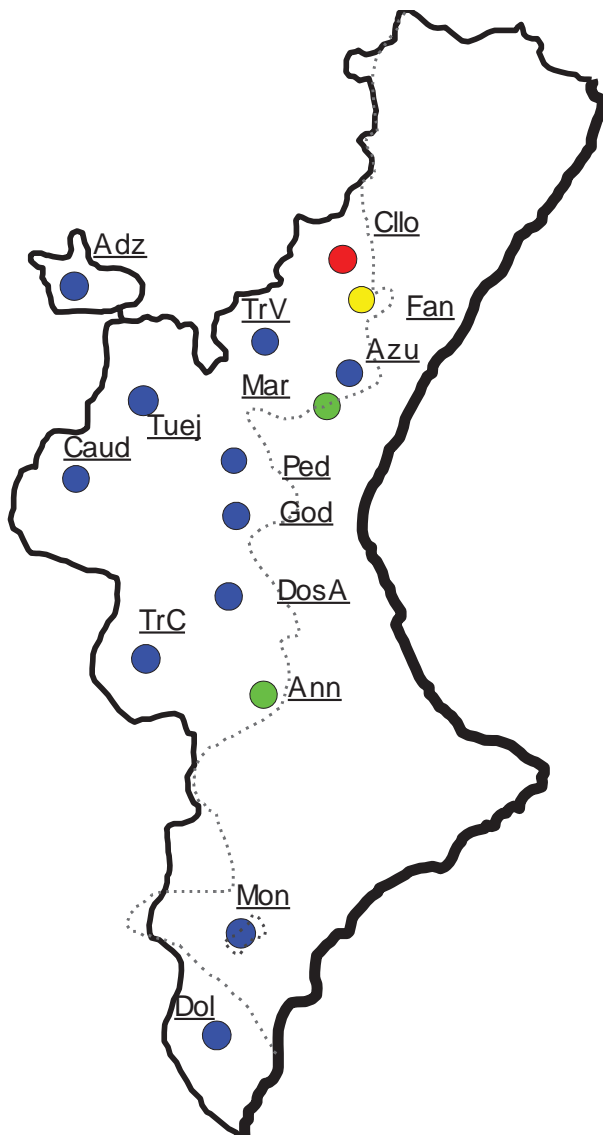 Cllo
Adz
Fan
TrV
Azu
Mar
Tuej
Caud
Ped
God
DosA
TrC
Ann
Mon
Dol